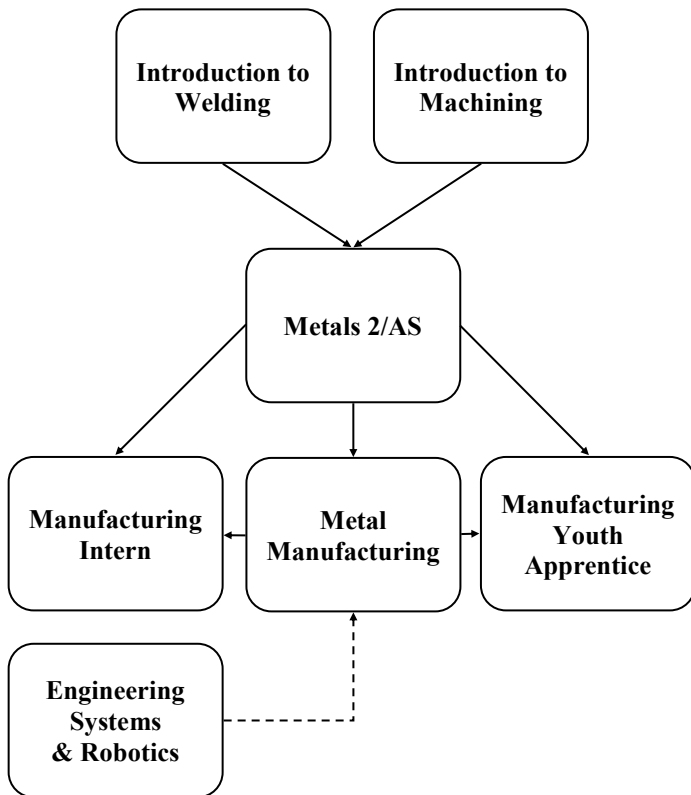 Introduction to
Welding
Introduction to
Machining
Metals 2/AS
Manufacturing
Intern
Metal
Manufacturing
Manufacturing
Youth
Apprentice
Engineering
Systems
& Robotics